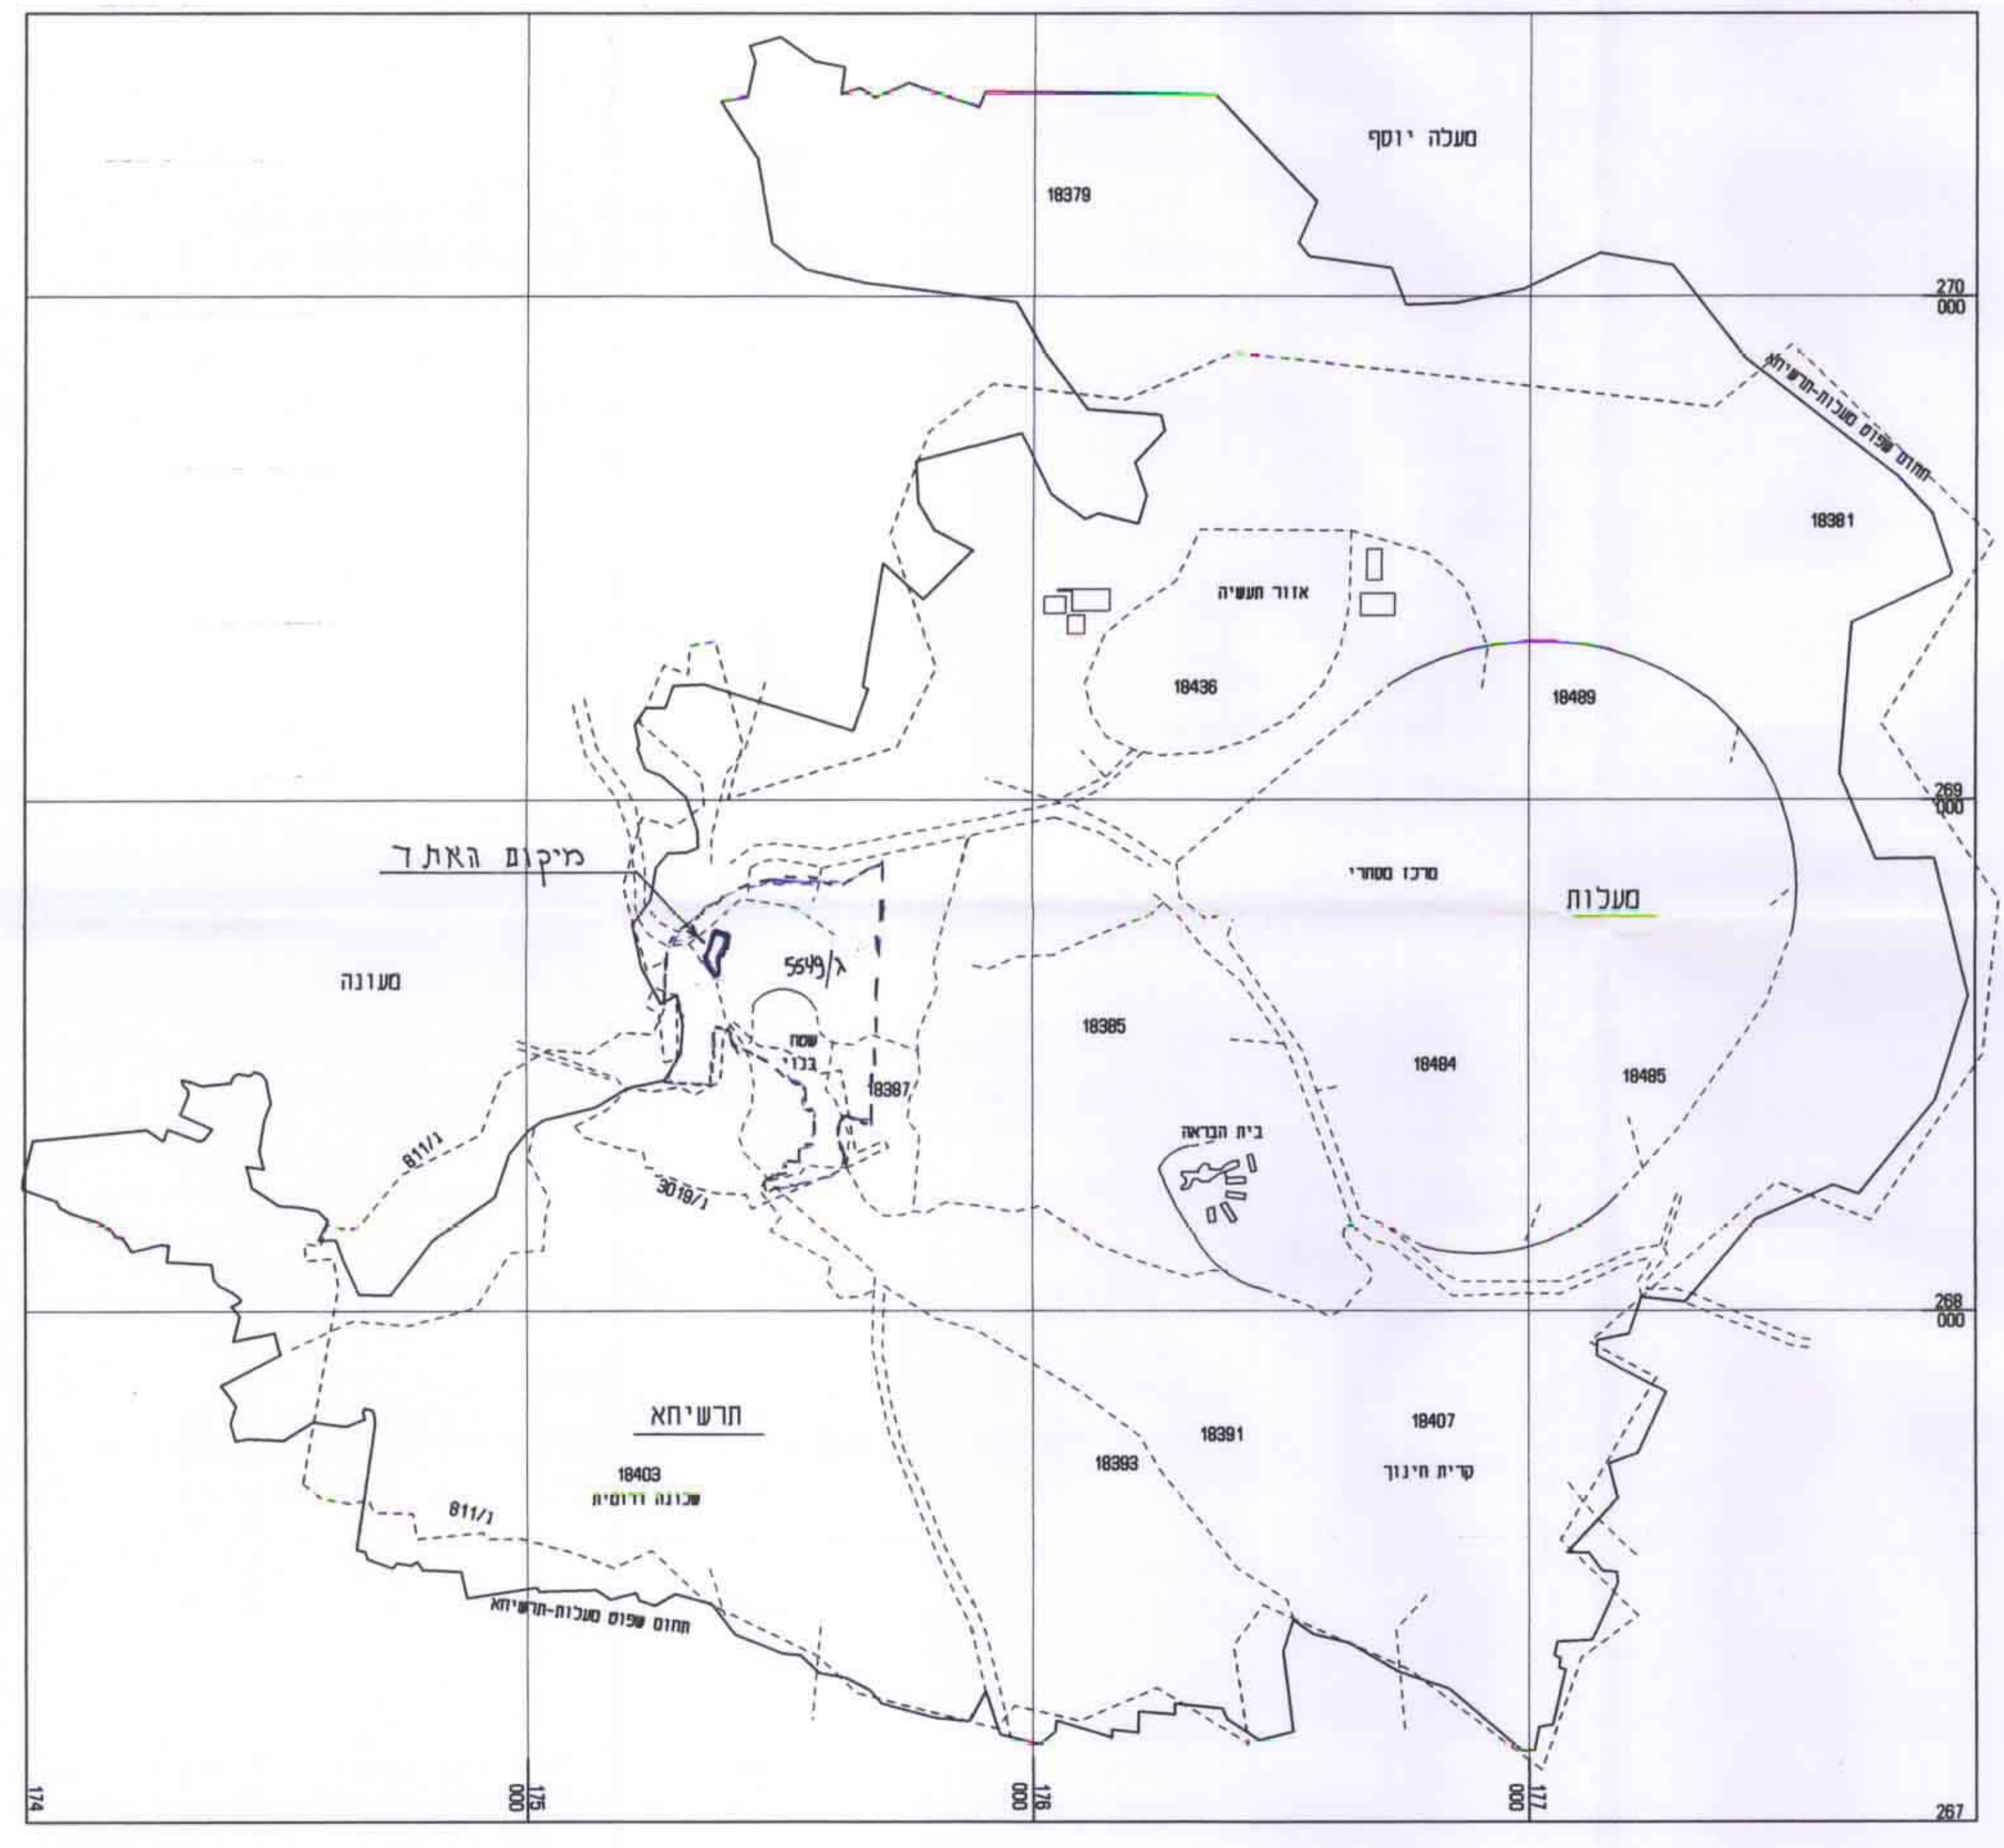 מעלה יוסף
18379
270
000
תחום שפוט מעלות-תרשיחא
18381
אזור תעשיה
18436
18489
269
000
מיקום האתר
מרכז מסחרי
מעלות
מעונה
ג/5549
18385
שטח
בנוי
18387
18484
18485
בית הבראה
ג/811
ג/3019
268
000
תרשיחא
18407
18391
18393
קרית חינוך
18403
שכונה דרומית
ג/811
תחום שפוט מעלות-תרשיחא
174
175
000
176
000
177
000
267